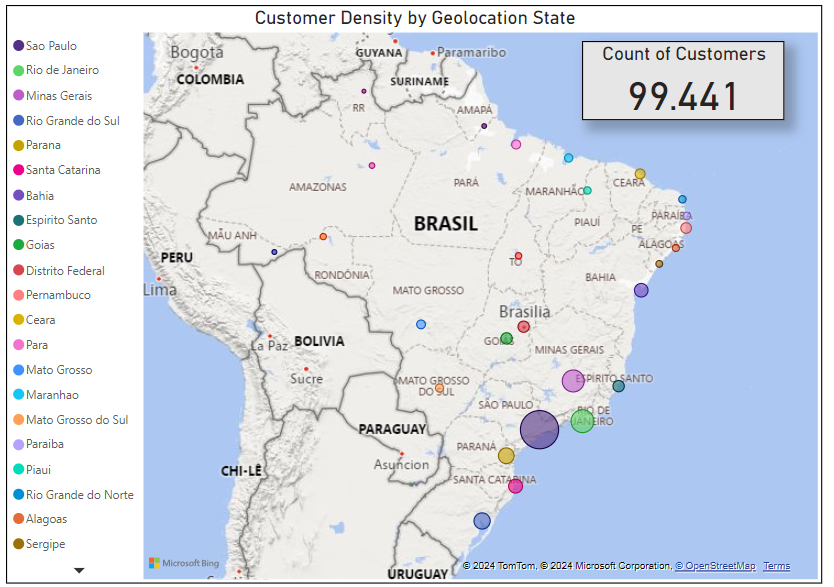 Customer Density by Geolocation State
Sao Paulo
Rio de Janeiro
Minas Gerais
Rio Grande do Sul
Parana
Santa Catarina
Bahia
Espirito Santo
Goias
Distrito Federal
Pernambuco
Ceara
Para
Mato Grosso
Maranhao
Mato Grosso do Sul
Paraiba
Piaui
Rio Grande do Norte
Alagoas
Sergipe
Count of Customers
99.441
Bogota
COLOMBIA
GUYANA
Paramaribo
SURINAME
RR
AMAPÁ
AMAZONAS
PARÁ
MARANHÃO
CEARÁ
PIAUÍ
PARAÍBA
PE
ALAGOAS
BRASIL
MÀU ANH
PERU
Lima
RONDÔNIA
TO
BAHIA
MATO GROSSO
Brasília
GOIÁS
MINAS GERAIS
La Paz
BOLIVIA
Sucre
MATO GROSSO
DO SUL
ESPÍRITO SANTO
SÃO PAULO
RIO DE
JANEIRO
PARAGUAY
PARANÁ
Asuncion
SANTA CATARINA
CHI-LÊ
URUGUAY
Microsoft Bing
© 2024 TomTom, © 2024 Microsoft Corporation, © OpenStreetMap Terms